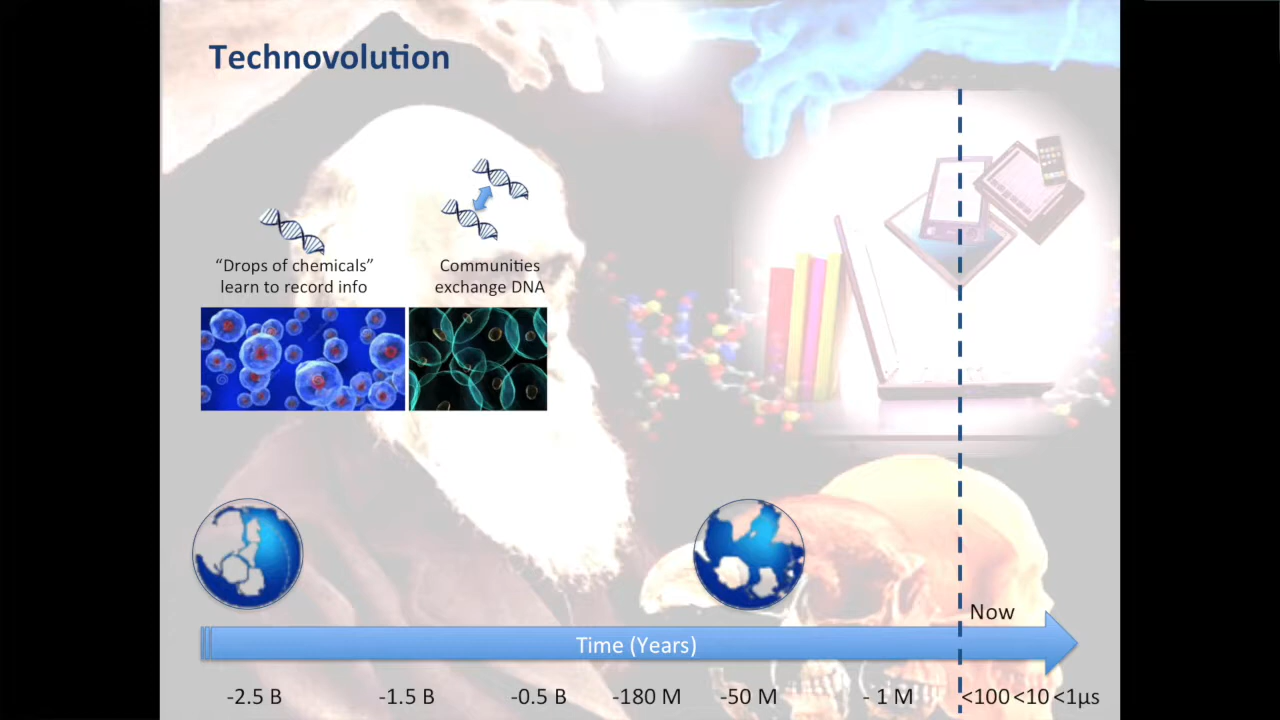 Technovolution
“Drops of chemicals”
learn to record info
Communities
exchange DNA
Now
Time (Years)
-2.5 B -1.5 B -0.5 B -180 M -50 M - 1 M <100 <10 <1μs